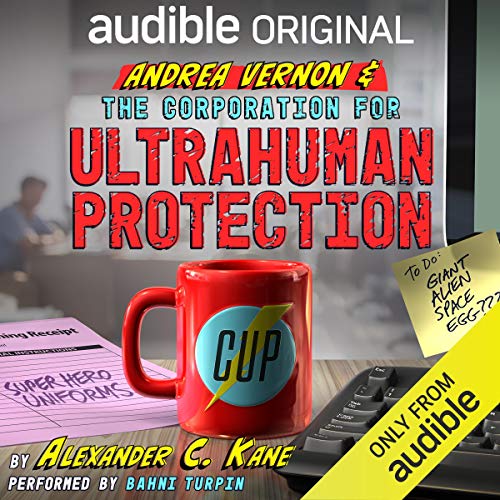 audible ORIGINAL
ANDREA VERNON &
THE CORPORATION FOR
ULTRAHUMAN
PROTECTION
To Do:
GIANT
ALIEN
SPACE
EGG???
CUP
SUPER HERO
UNIFORMS
BY ALEXANDER C. KANE
PERFORMED BY BAHNI TURPIN
ONLY FROM
audible